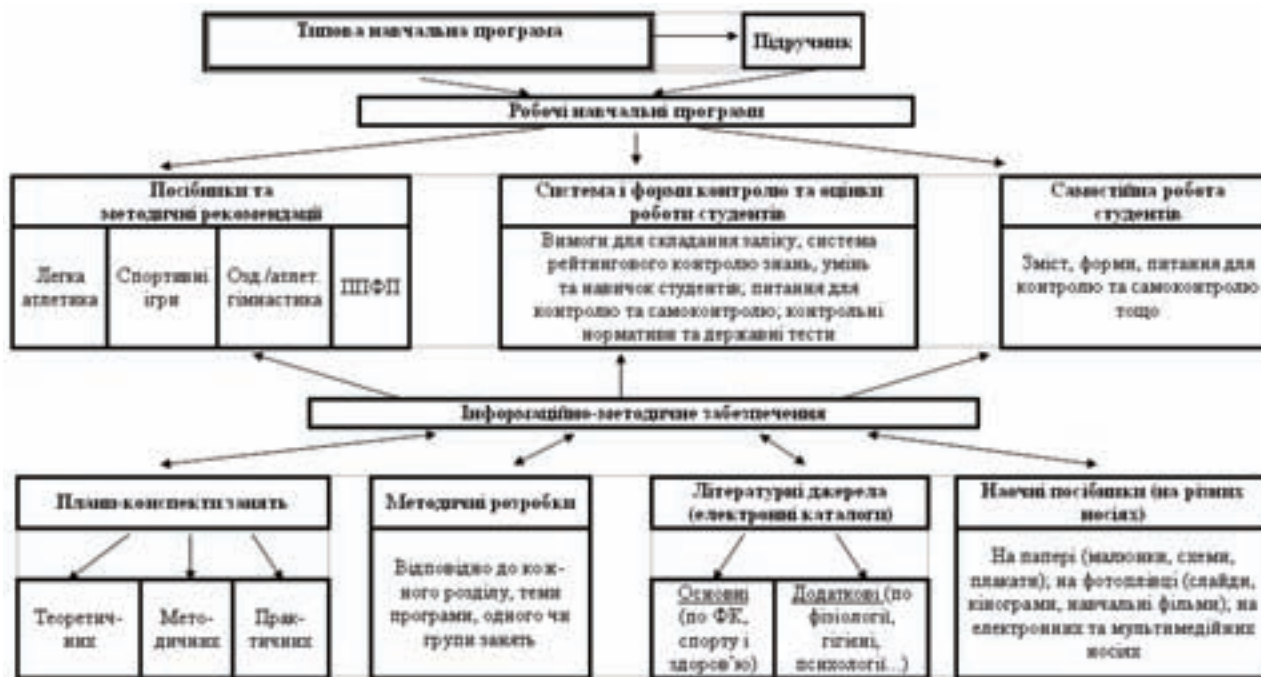 Типова навчальна програма
Підручник
Робочі навчальні програми
Посібники та
методичні рекомендації
Легка
атлетика
Спортивні
ігри
Озд./атлет.
гімнастика
ППФП
Система і форми контролю та оцінки
роботи студентів
Вимоги для складання заліку, система
рейтингового контролю знань, умінь
та навичок студентів, питання для
контролю та самоконтролю; контрольні
нормативи та державні тести
Самостійна робота
студентів
Зміст, форми, питання для
контролю та самоконтролю
тощо
Інформаційно-методичне забезпечення
Плани-конспекти занять
Теоретич-
них
Мето-
дичних
Прак-
тичних
Методичні розробки
Відповідно до кож-
ного розділу, теми
програми, одного чи
групи занять
Літературні джерела
(електронні каталоги)
Основні
(по ФК,
спорту і
здоров'ю)
Додаткові (по
фізіології,
гігієні,
психології...)
Наочні посібники (на різних
носіях)
На папері (малюнки, схеми,
плакати); на фотоплівці (слайди,
кінограми, навчальні фільми); на
електронних та мультимедійних
носіях